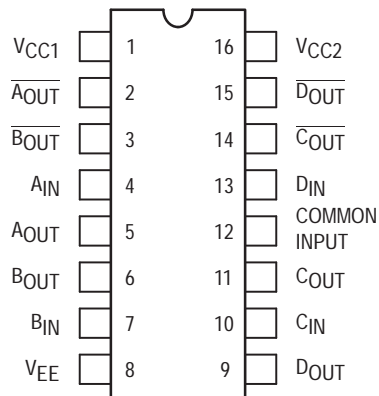 VCC1 1 16 VCC2
AOUT 2 15 DOUT
BOUT 3 14 COUT
AIN 4 13 DIN
AOUT 5 12 COMMON INPUT
BOUT 6 11 COUT
BIN 7 10 CIN
VEE 8 9 DOUT